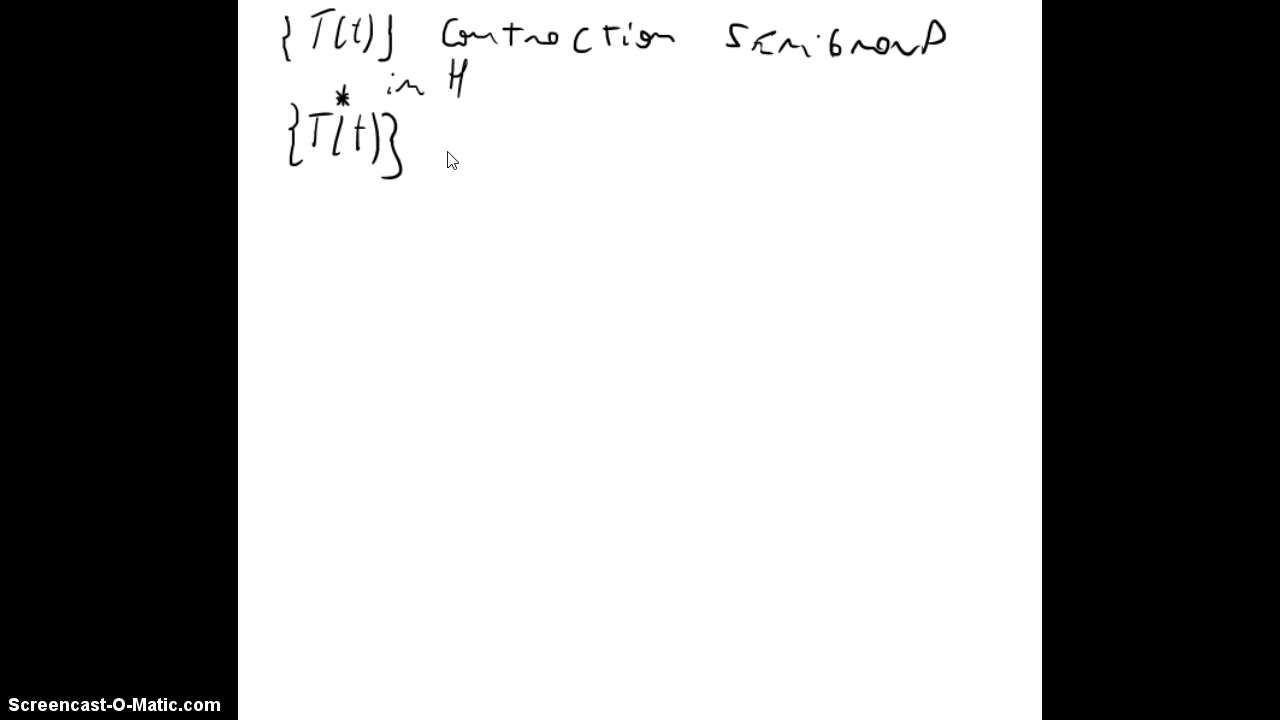 {T(t)} Contraction SEmiGrouP
in H
{T*(t)}
Screencast-O-Matic.com